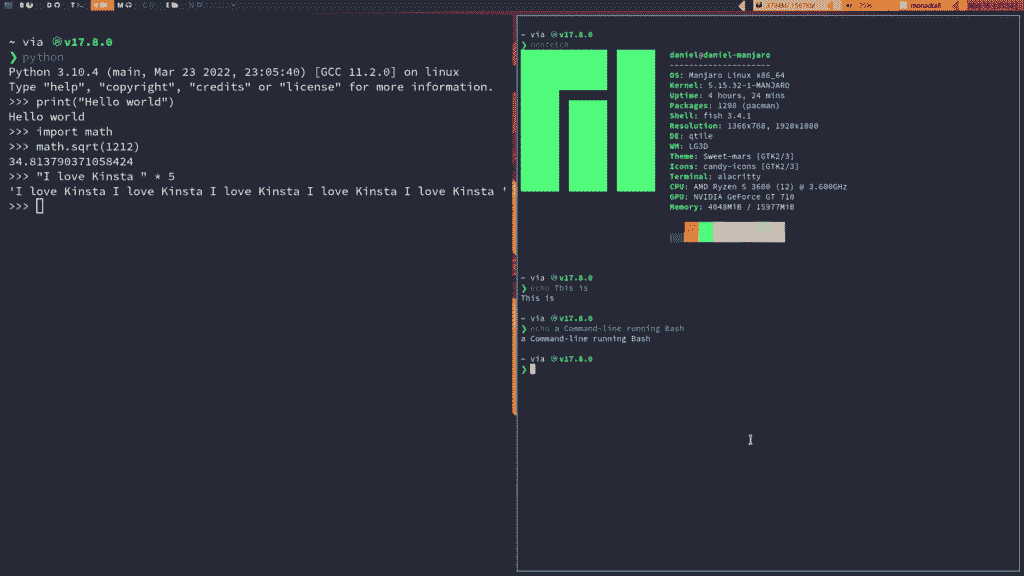 ~ via v17.8.0
❯ python
Python 3.10.4 (main, Mar 23 2022, 23:05:40) [GCC 11.2.0] on linux
Type "help", "copyright", "credits" or "license" for more information.
>>> print("Hello world")
Hello world
>>> import math
>>> math.sqrt(1212)
34.813790371058424
>>> "I love Kinsta " * 5
'I love Kinsta I love Kinsta I love Kinsta I love Kinsta I love Kinsta '
>>>
~ via v17.8.0
❯
daniel@daniel-manjaro
---------------------
OS: Manjaro Linux x86_64
Kernel: 5.15.32-1-MANJARO
Uptime: 4 hours, 24 mins
Packages: 1298 (pacman)
Shell: fish 3.4.1
Resolution: 1366x768, 1920x1080
DE: qtile
WM: LG3D
Theme: Sweet-mars [GTK2/3]
Icons: candy-icons [GTK2/3]
Terminal: alacritty
CPU: AMD Ryzen 5 3600 (12) @ 3.600GHz
GPU: NVIDIA GeForce GT 710
Memory: 4048MiB / 15977MiB
~ via v17.8.0
❯ echo This is
This is
~ via v17.8.0
❯ echo a Command-line running Bash
a Command-line running Bash
~ via v17.8.0
❯